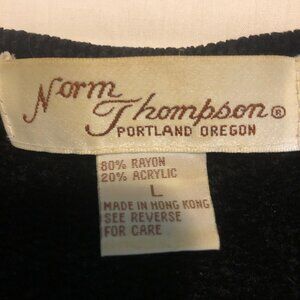 Norm
Thompson®
PORTLAND OREGON
80% RAYON
20% ACRYLIC
L
MADE IN HONG KONG
SEE REVERSE
FOR CARE